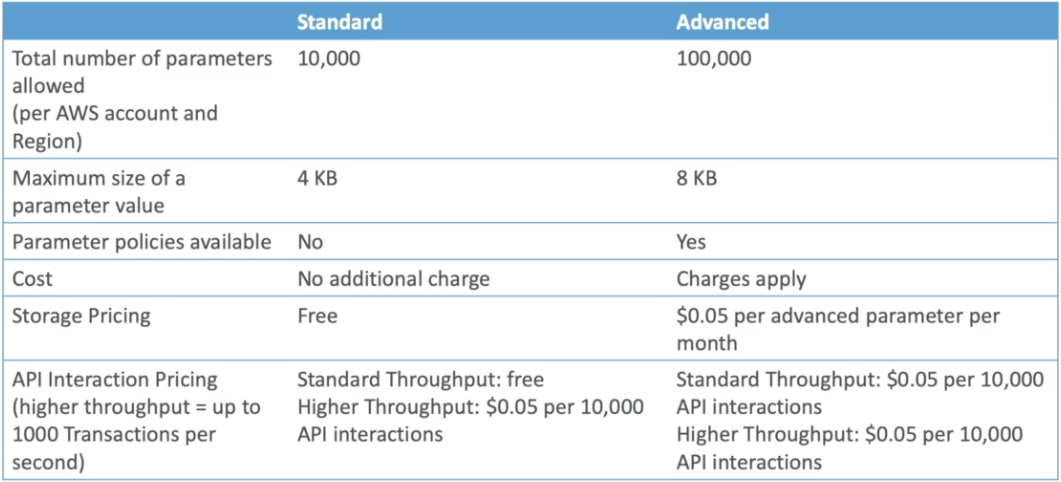 Standard Advanced
Total number of parameters 10,000 100,000
allowed
(per AWS account and
Region)
Maximum size of a 4 KB 8 KB
parameter value
Parameter policies available No Yes
Cost No additional charge Charges apply
Storage Pricing Free $0.05 per advanced parameter per
month
API Interaction Pricing Standard Throughput: free Standard Throughput: $0.05 per 10,000
(higher throughput = up to Higher Throughput: $0.05 per 10,000 API interactions
1000 Transactions per API interactions Higher Throughput: $0.05 per 10,000
second) API interactions